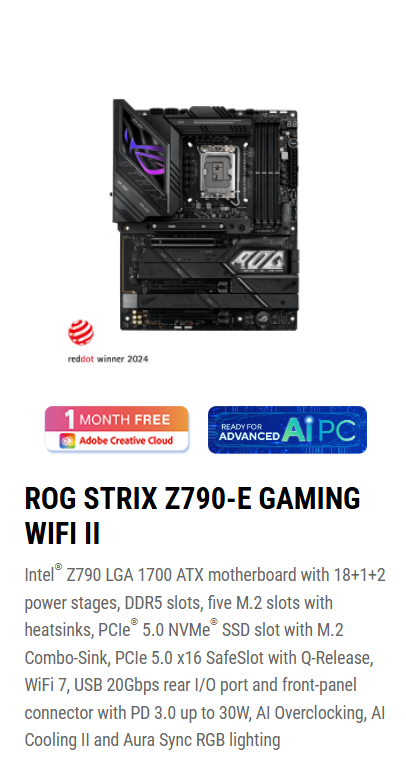 ROG
reddot winner 2024
1 MONTH FREE
Adobe Creative Cloud
READY FOR
ADVANCED AI PC
ROG STRIX Z790-E GAMING
WIFI II
Intel® Z790 LGA 1700 ATX motherboard with 18+1+2
power stages, DDR5 slots, five M.2 slots with
heatsinks, PCIe® 5.0 NVMe® SSD slot with M.2
Combo-Sink, PCIe 5.0 x16 SafeSlot with Q-Release,
WiFi 7, USB 20Gbps rear I/O port and front-panel
connector with PD 3.0 up to 30W, AI Overclocking, AI
Cooling II and Aura Sync RGB lighting